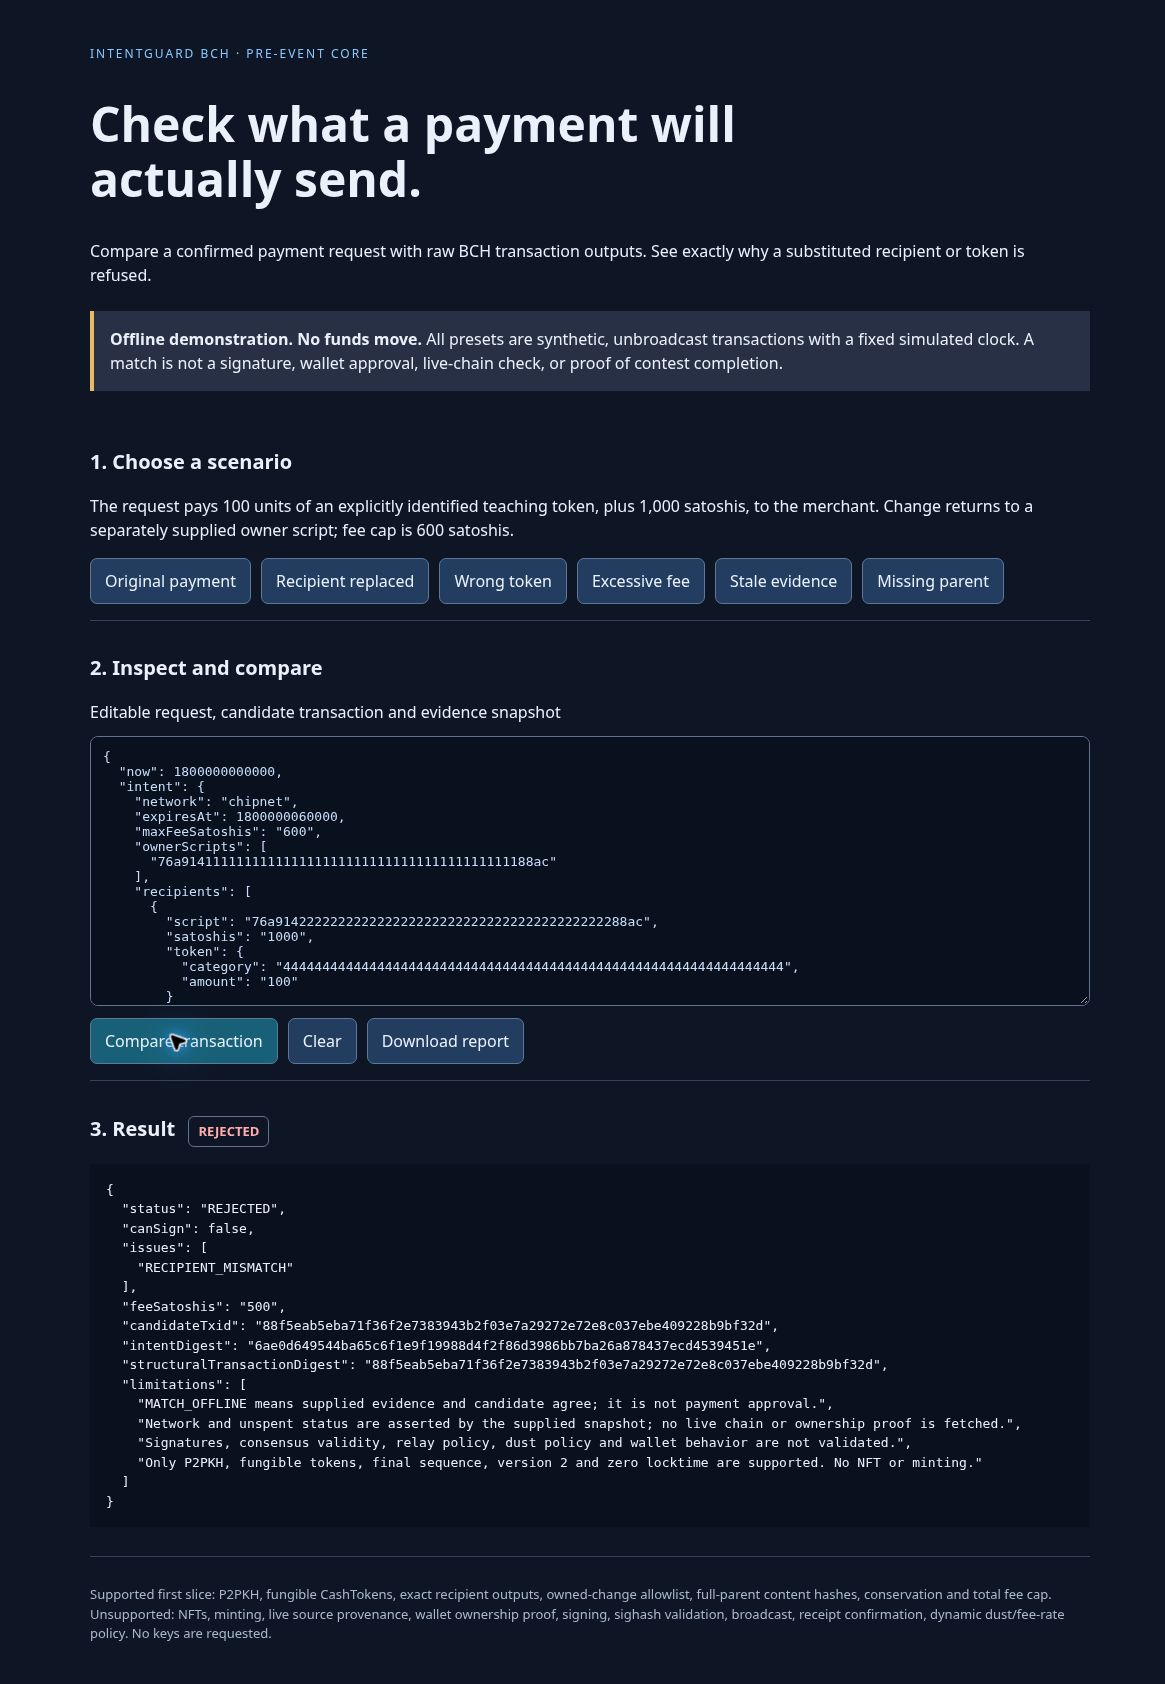 INTENTGUARD BCH · PRE-EVENT CORE
Check what a payment will
actually send.
Compare a confirmed payment request with raw BCH transaction outputs. See exactly why a substituted recipient or token is
refused.
Offline demonstration. No funds move. All presets are synthetic, unbroadcast transactions with a fixed simulated clock. A
match is not a signature, wallet approval, live-chain check, or proof of contest completion.
1. Choose a scenario
The request pays 100 units of an explicitly identified teaching token, plus 1,000 satoshis, to the merchant. Change returns to a
separately supplied owner script; fee cap is 600 satoshis.
Original payment Recipient replaced Wrong token Excessive fee Stale evidence Missing parent
2. Inspect and compare
Editable request, candidate transaction and evidence snapshot
{
"now": 1800000000000,
"intent": {
"network": "chipnet",
"expiresAt": 1800000060000,
"maxFeeSatoshis": "600",
"ownerScripts": [
"76a914111111111111111111111111111111111111111188ac"
],
"recipients": [
{
"script": "76a914222222222222222222222222222222222222222288ac",
"satoshis": "1000",
"token": {
"category": "4444444444444444444444444444444444444444444444444444444444444444",
"amount": "100"
}
Compare transaction Clear Download report
3. Result REJECTED
{
"status": "REJECTED",
"canSign": false,
"issues": [
"RECIPIENT_MISMATCH"
],
"feeSatoshis": "500",
"candidateTxid": "88f5eab5eba71f36f2e7383943b2f03e7a29272e72e8c037ebe409228b9bf32d",
"intentDigest": "6ae0d649544ba65c6f1e9f19988d4f2f86d3986bb7ba26a878437ecd4539451e",
"structuralTransactionDigest": "88f5eab5eba71f36f2e7383943b2f03e7a29272e72e8c037ebe409228b9bf32d",
"limitations": [
"MATCH_OFFLINE means supplied evidence and candidate agree; it is not payment approval.",
"Network and unspent status are asserted by the supplied snapshot; no live chain or ownership proof is fetched.",
"Signatures, consensus validity, relay policy, dust policy and wallet behavior are not validated.",
"Only P2PKH, fungible tokens, final sequence, version 2 and zero locktime are supported. No NFT or minting."
]
}
Supported first slice: P2PKH, fungible CashTokens, exact recipient outputs, owned-change allowlist, full-parent content hashes, conservation and total fee cap.
Unsupported: NFTs, minting, live source provenance, wallet ownership proof, signing, sighash validation, broadcast, receipt confirmation, dynamic dust/fee-rate
policy. No keys are requested.